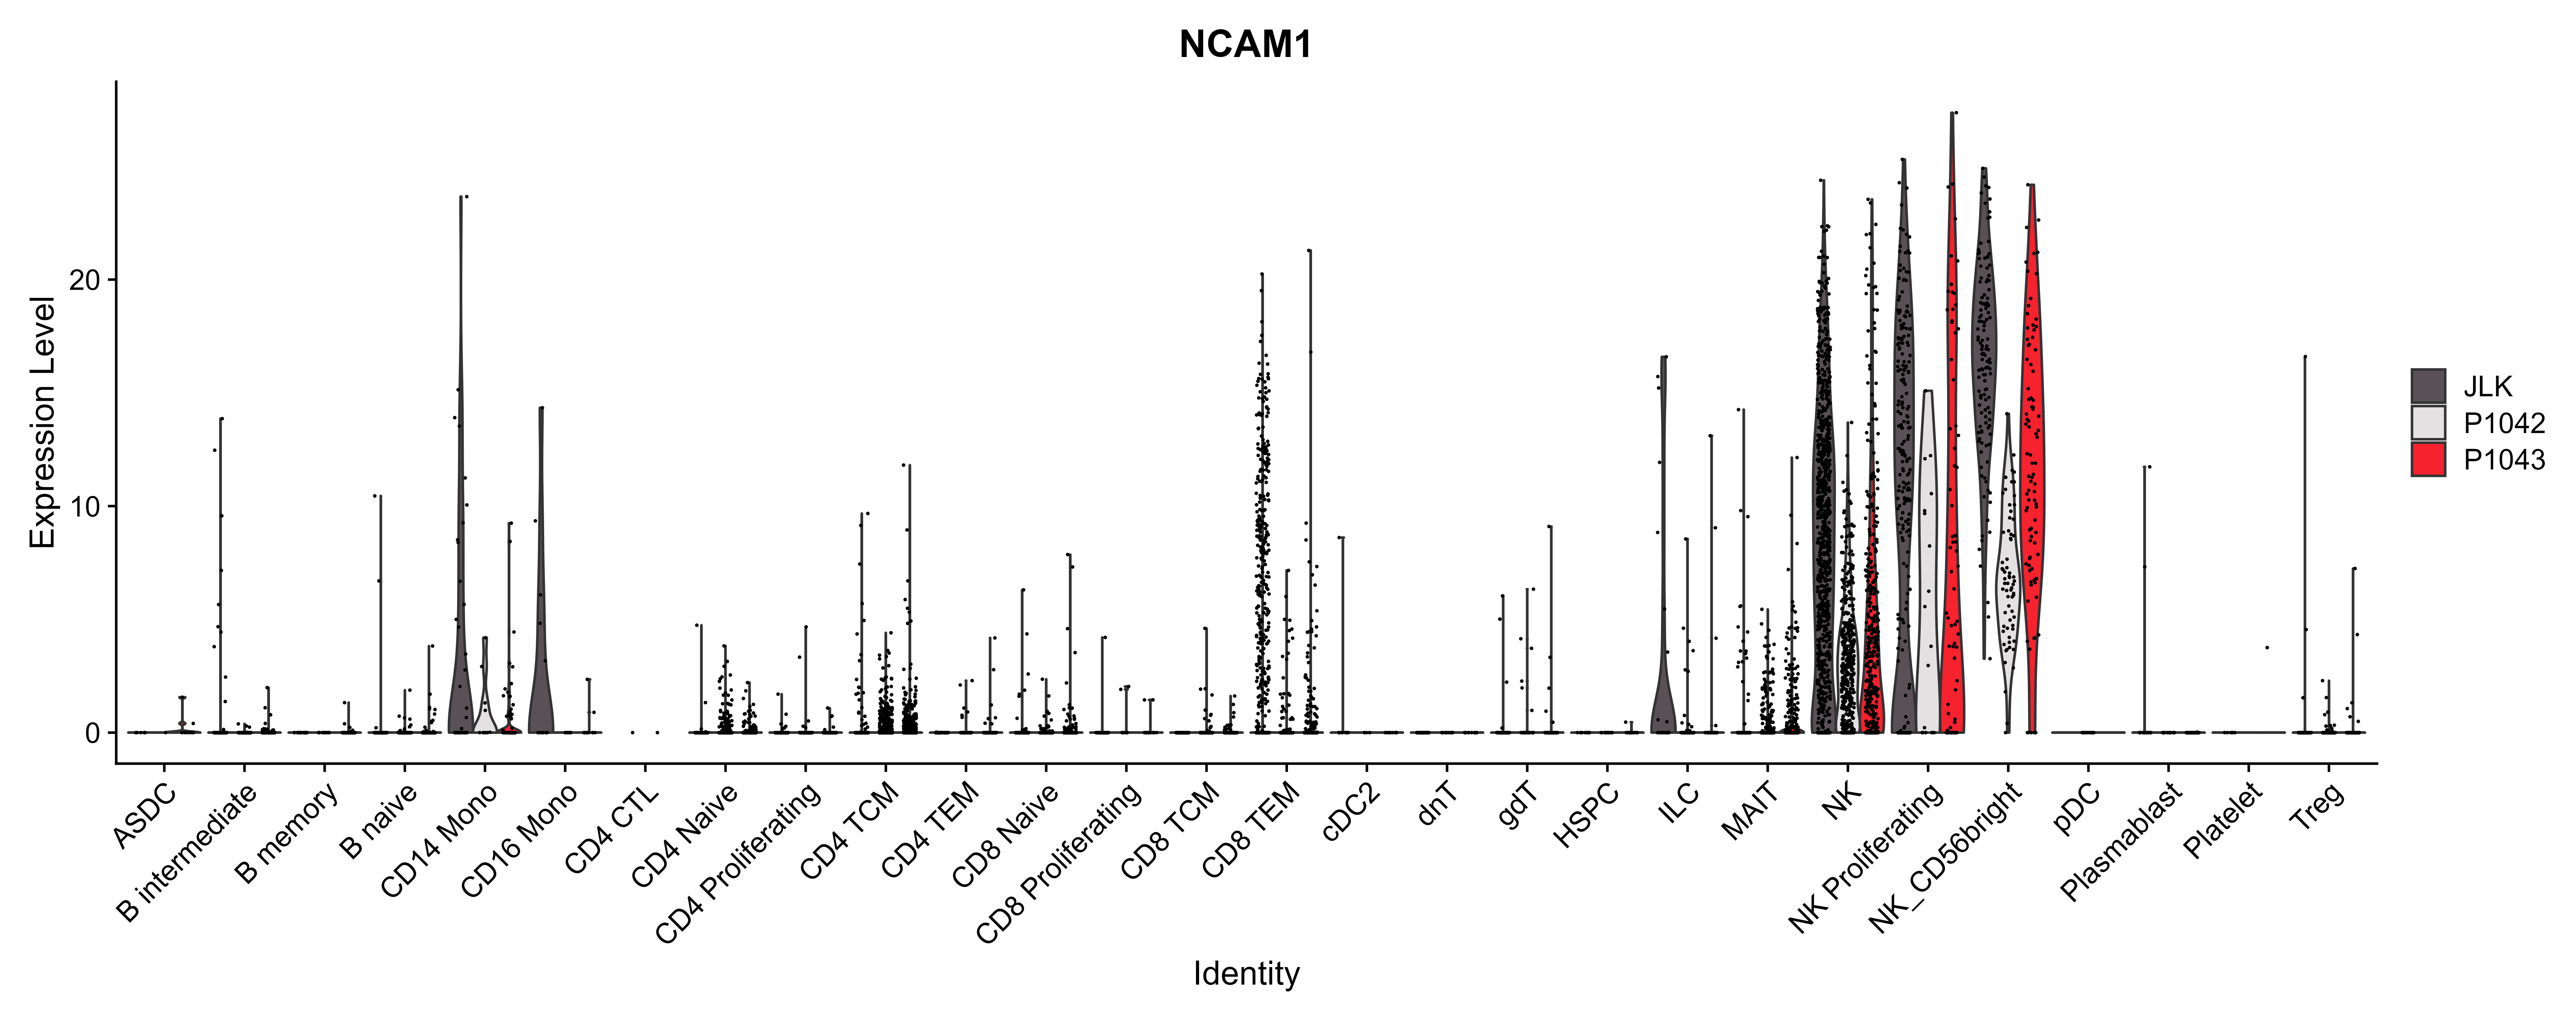 NCAM1
Expression Level
20
10
0
ASDC
B intermediate
B memory
B naive
CD14 Mono
CD16 Mono
CD4 CTL
CD4 Naive
CD4 Proliferating
CD4 TCM
CD4 TEM
CD8 Naive
CD8 Proliferating
CD8 TCM
CD8 TEM
cDC2
dnT
gdT
HSPC
ILC
MAIT
NK
NK Proliferating
NK_CD56bright
pDC
Plasmablast
Platelet
Treg
Identity
JLK
P1042
P1043